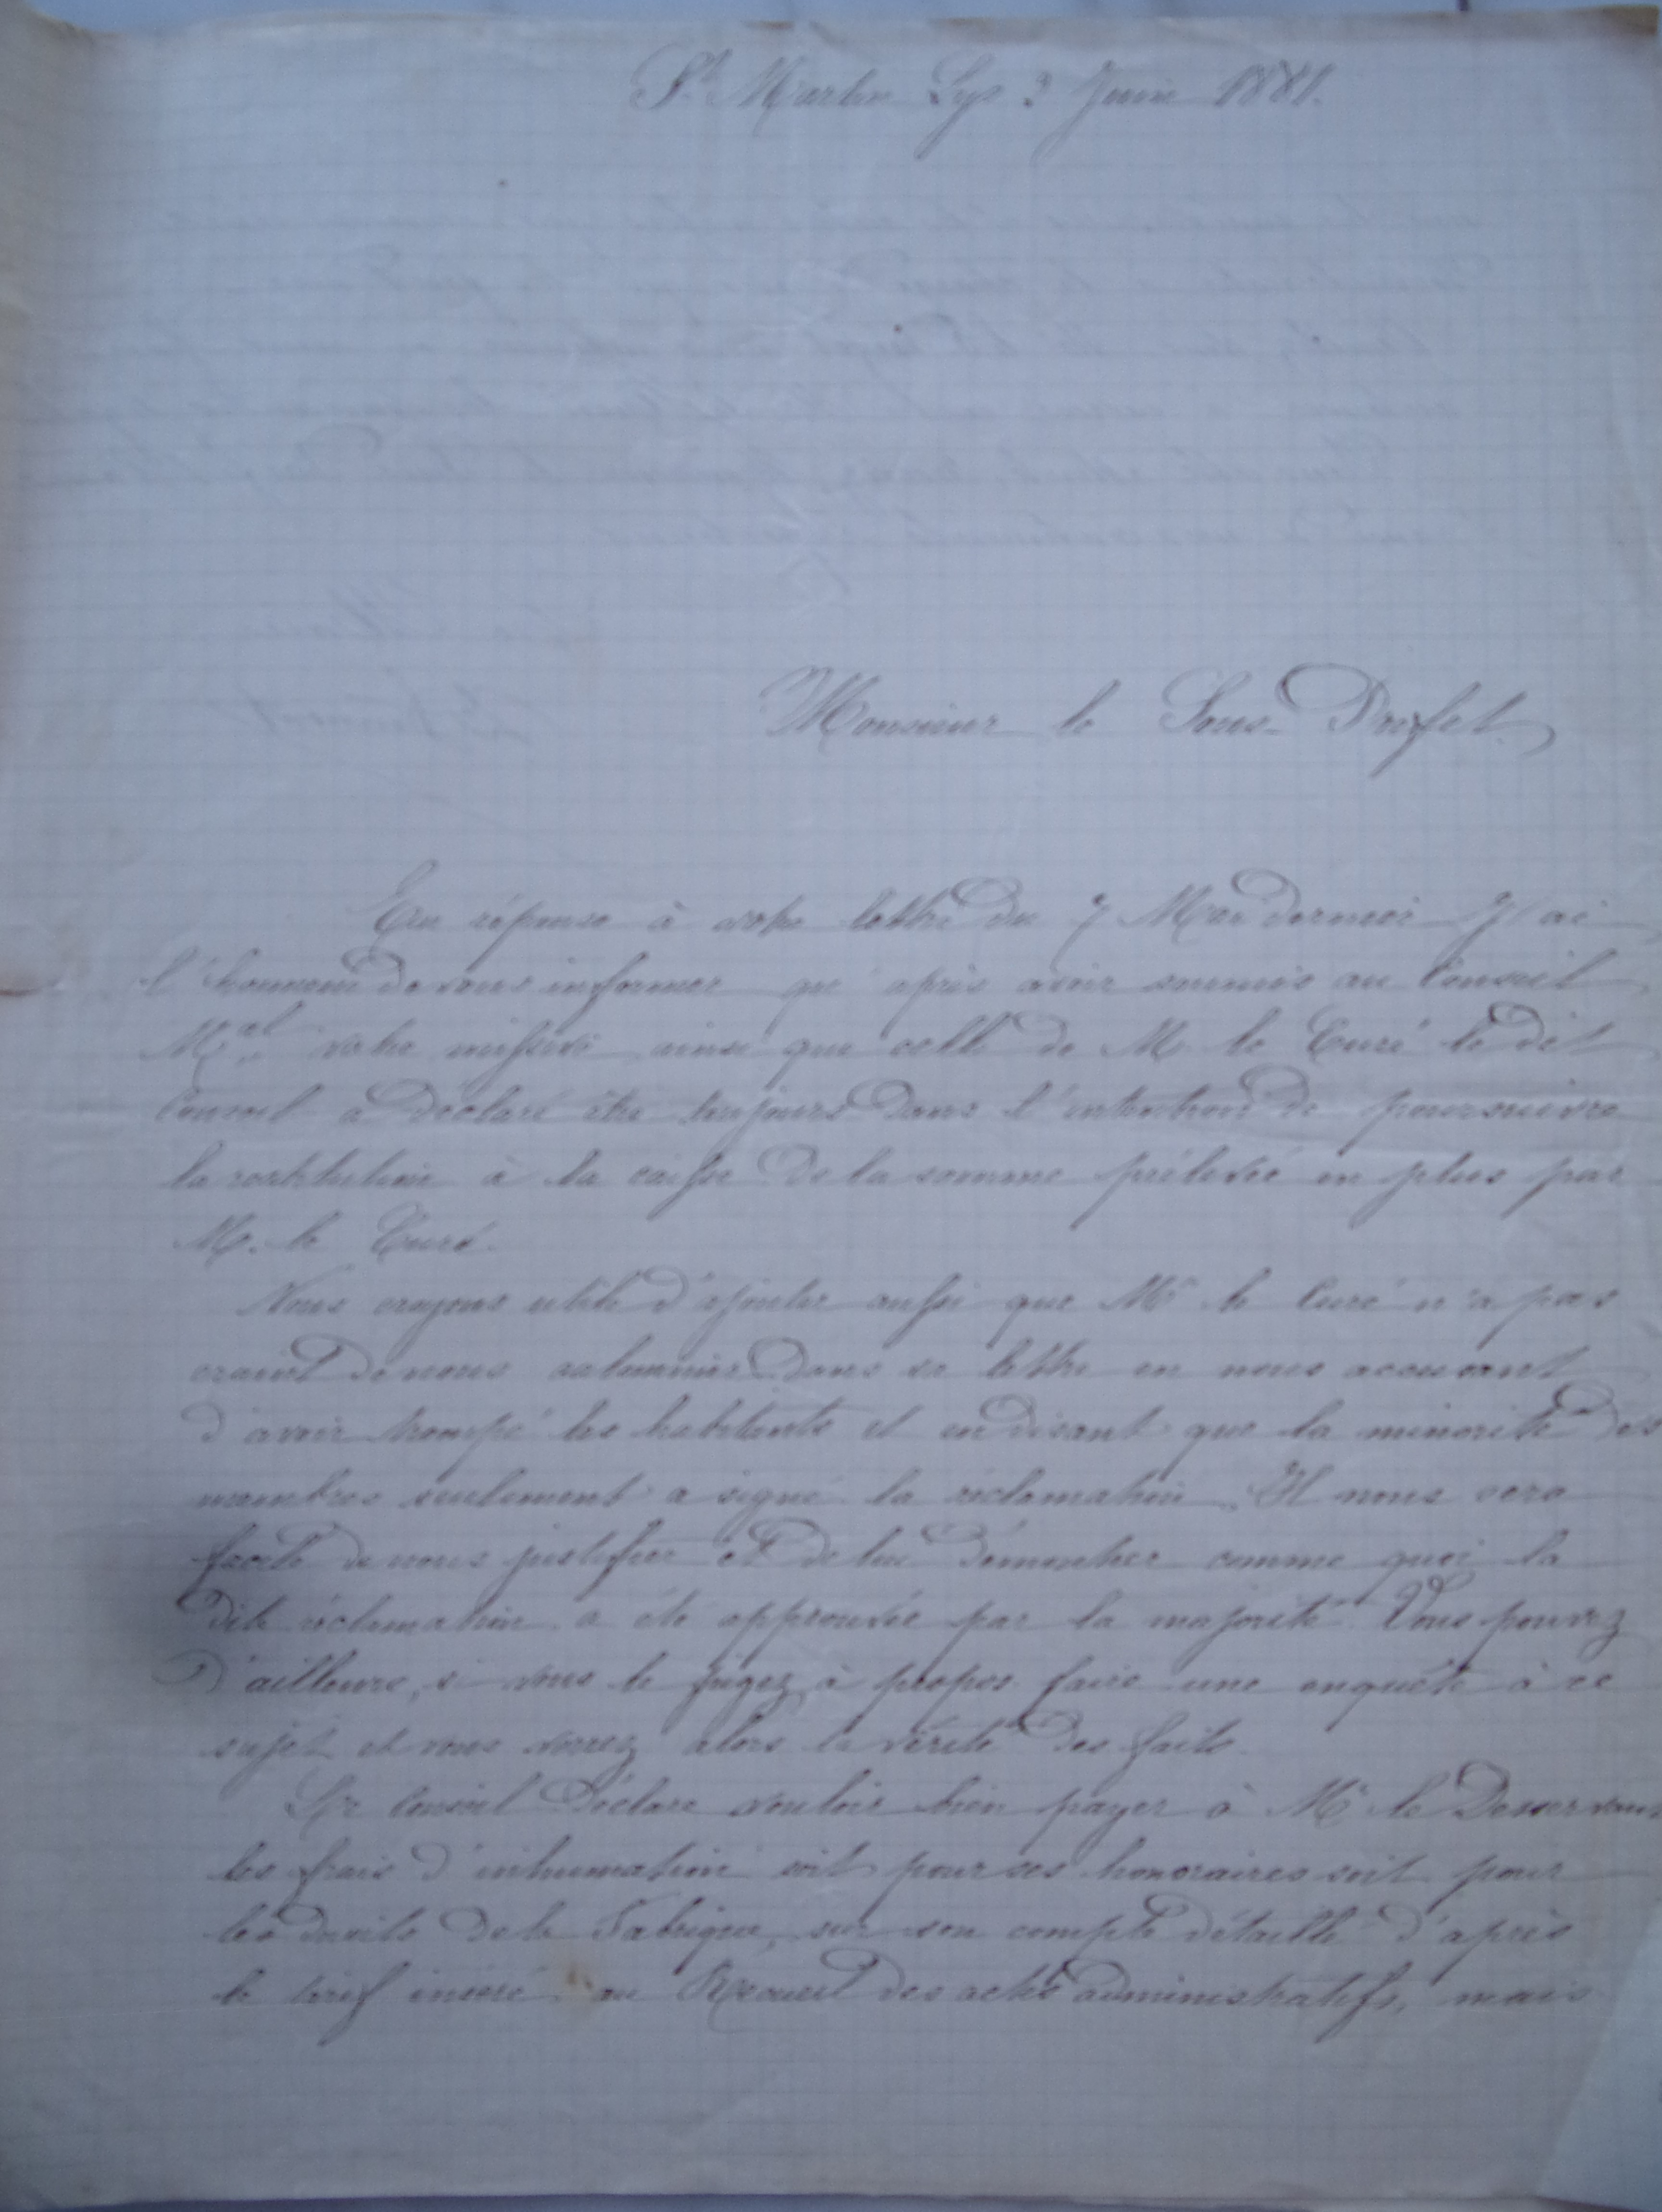 St Martin Lys 3 Juin 1881.
Monsieur le Sous-Préfet,
En réponse à votre lettre du 7 Mai dernier J'ai
l'honneur de vous informer qu'après avoir soumis au Conseil
Mal votre missive ainsi que celle de M. le Curé le dit
Conseil a déclaré être toujours dans l'intention de poursuivre
la restitution à la caisse de la somme prélevée en plus par
M. le Curé.
Nous croyons utile d'ajouter aussi que Mr le Curé n'a pas
craint de nous calomnier dans sa lettre en nous accusant
d'avoir trompé les habitants et en disant que la minorité des
membres seulement a signé la réclamation. Il nous sera
facile de nous justifier et de lui démontrer comme quoi la
dite réclamation a été approuvée par la majorité. Vous pouvez
d'ailleurs, si vous le jugez à propos faire une enquête à ce
sujet et vous verrez alors la vérité des faits.
Le Conseil déclare vouloir bien payer à Mr le Desservant
les frais d'inhumation soit pour ses honoraires soit pour
les droits de la Fabrique, sur son compte détaillé d'après
le tarif inséré au Recueil des actes administratifs, mais